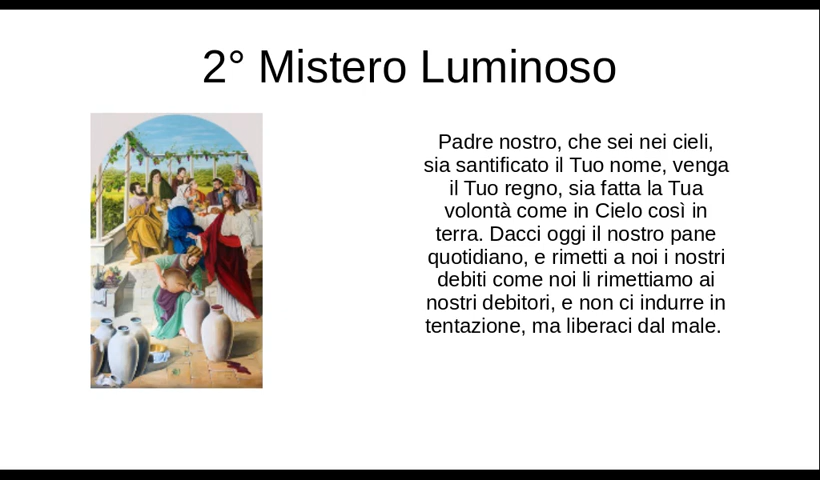 2° Mistero Luminoso
Padre nostro, che sei nei cieli,
sia santificato il Tuo nome, venga
il Tuo regno, sia fatta la Tua
volontà come in Cielo così in
terra. Dacci oggi il nostro pane
quotidiano, e rimetti a noi i nostri
debiti come noi li rimettiamo ai
nostri debitori, e non ci indurre in
tentazione, ma liberaci dal male.